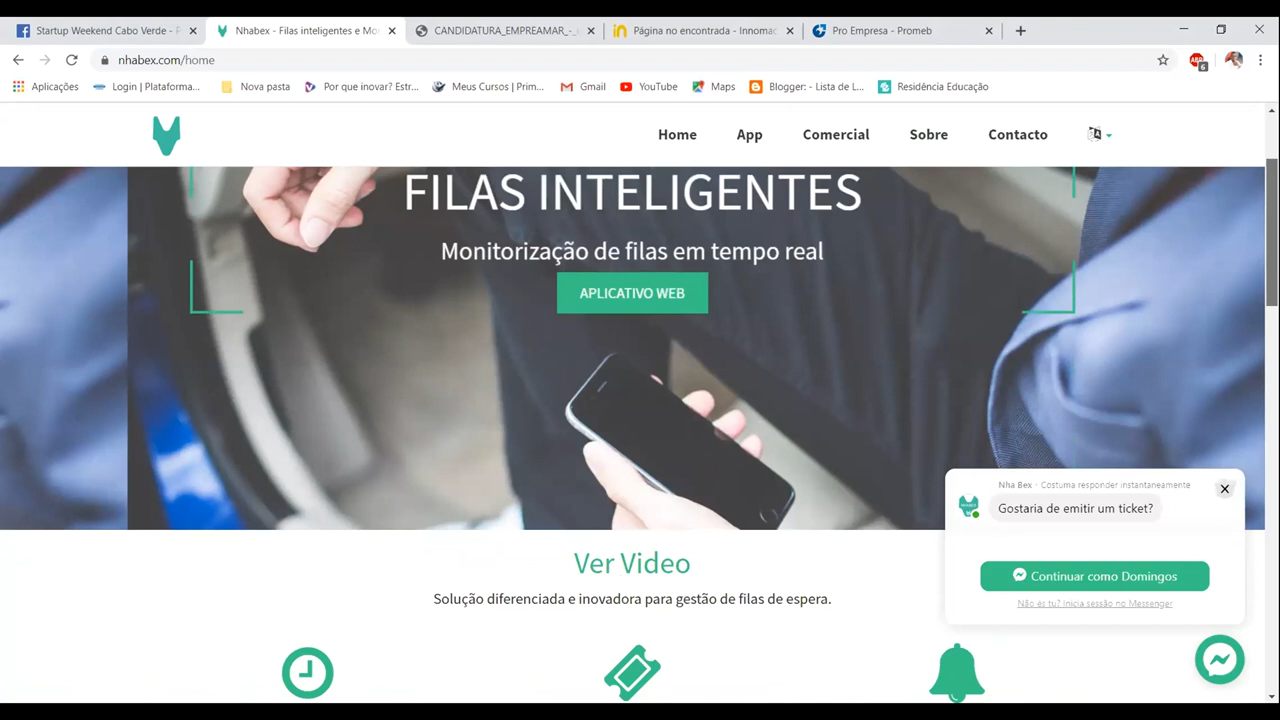 Startup Weekend Cabo Verde - P
Nhabex - Filas inteligentes e Mo
CANDIDATURA_EMPREAMAR_-_
Página no encontrada - Innomac
Pro Empresa - Promeb
nhabex.com/home
ABP
6
Aplicações
Login | Plataforma...
Nova pasta
Por que inovar? Estr...
Meus Cursos | Prim...
Gmail
YouTube
Maps
Blogger: - Lista de L...
Residência Educação
Home
App
Comercial
Sobre
Contacto
FILAS INTELIGENTES
Monitorização de filas em tempo real
APLICATIVO WEB
Nha Bex - Costuma responder instantaneamente
Gostaria de emitir um ticket?
Continuar como Domingos
Não és tu? Inicia sessão no Messenger
Ver Video
Solução diferenciada e inovadora para gestão de filas de espera.